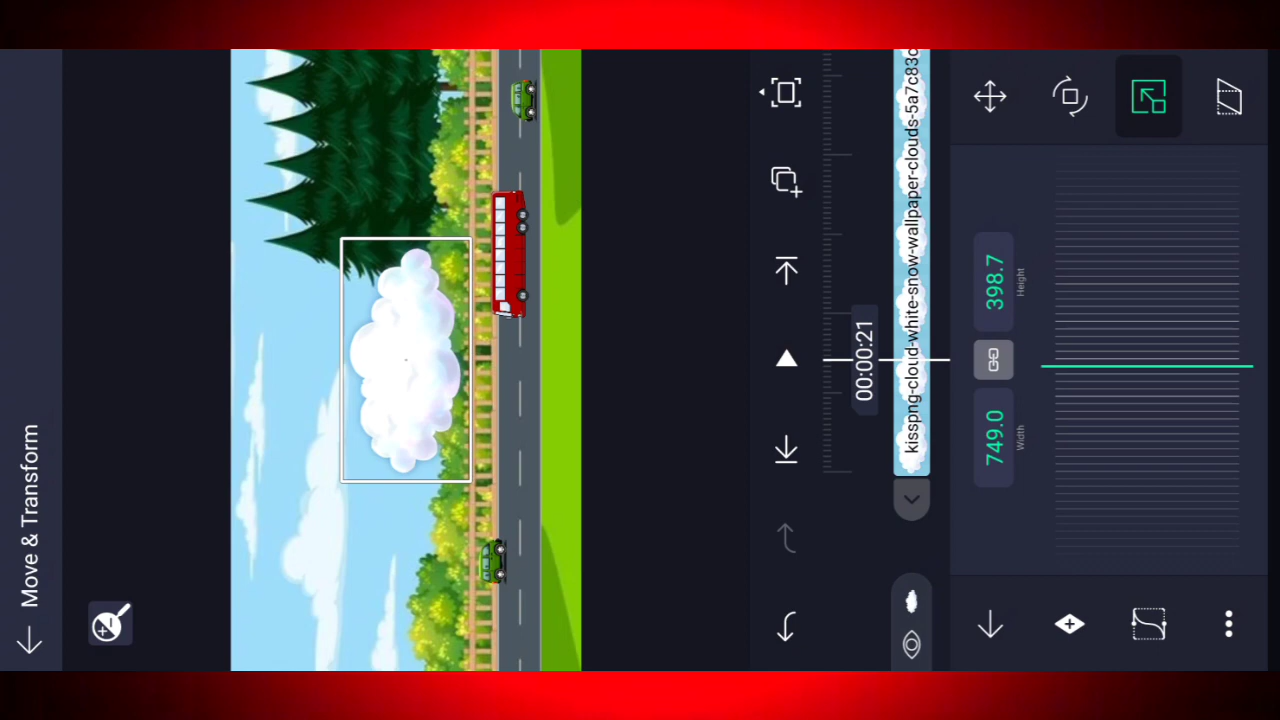 Move & Transform
00:00:21
kisspng-cloud-white-snow-wallpaper-clouds-5a7c83c
749.0
Width
398.7
Height